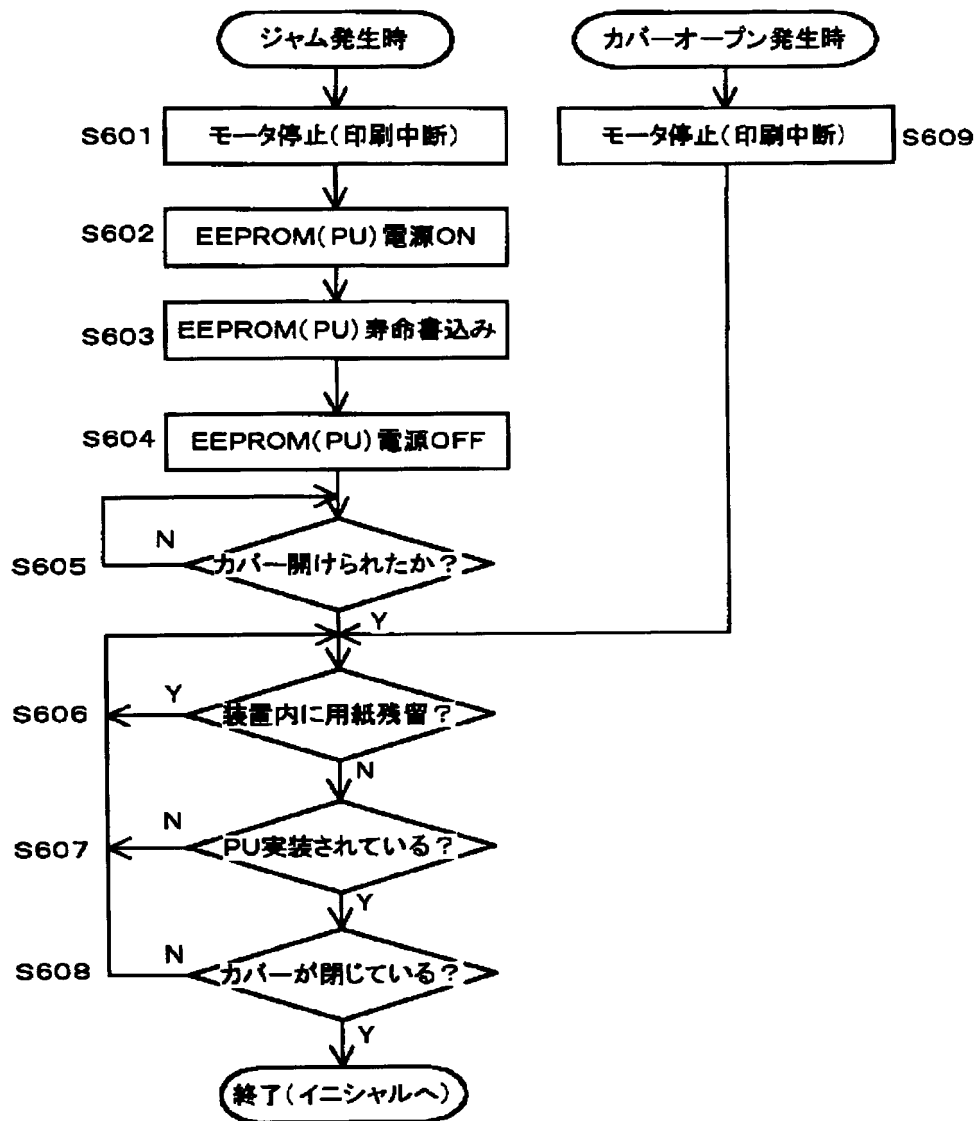 ジャム発生時
カバーオープン発生時
S601
モータ停止(印刷中断)
モータ停止(印刷中断)
S609
S602
EEPROM(PU)電源ON
S603
EEPROM(PU)寿命書込み
S604
EEPROM(PU)電源OFF
N
S605
カバー開けられたか?
Y
Y
S606
装置内に用紙残留?
N
N
S607
PU実装されている?
Y
N
S608
カバーが閉じている?
Y
終了(イニシャルへ)